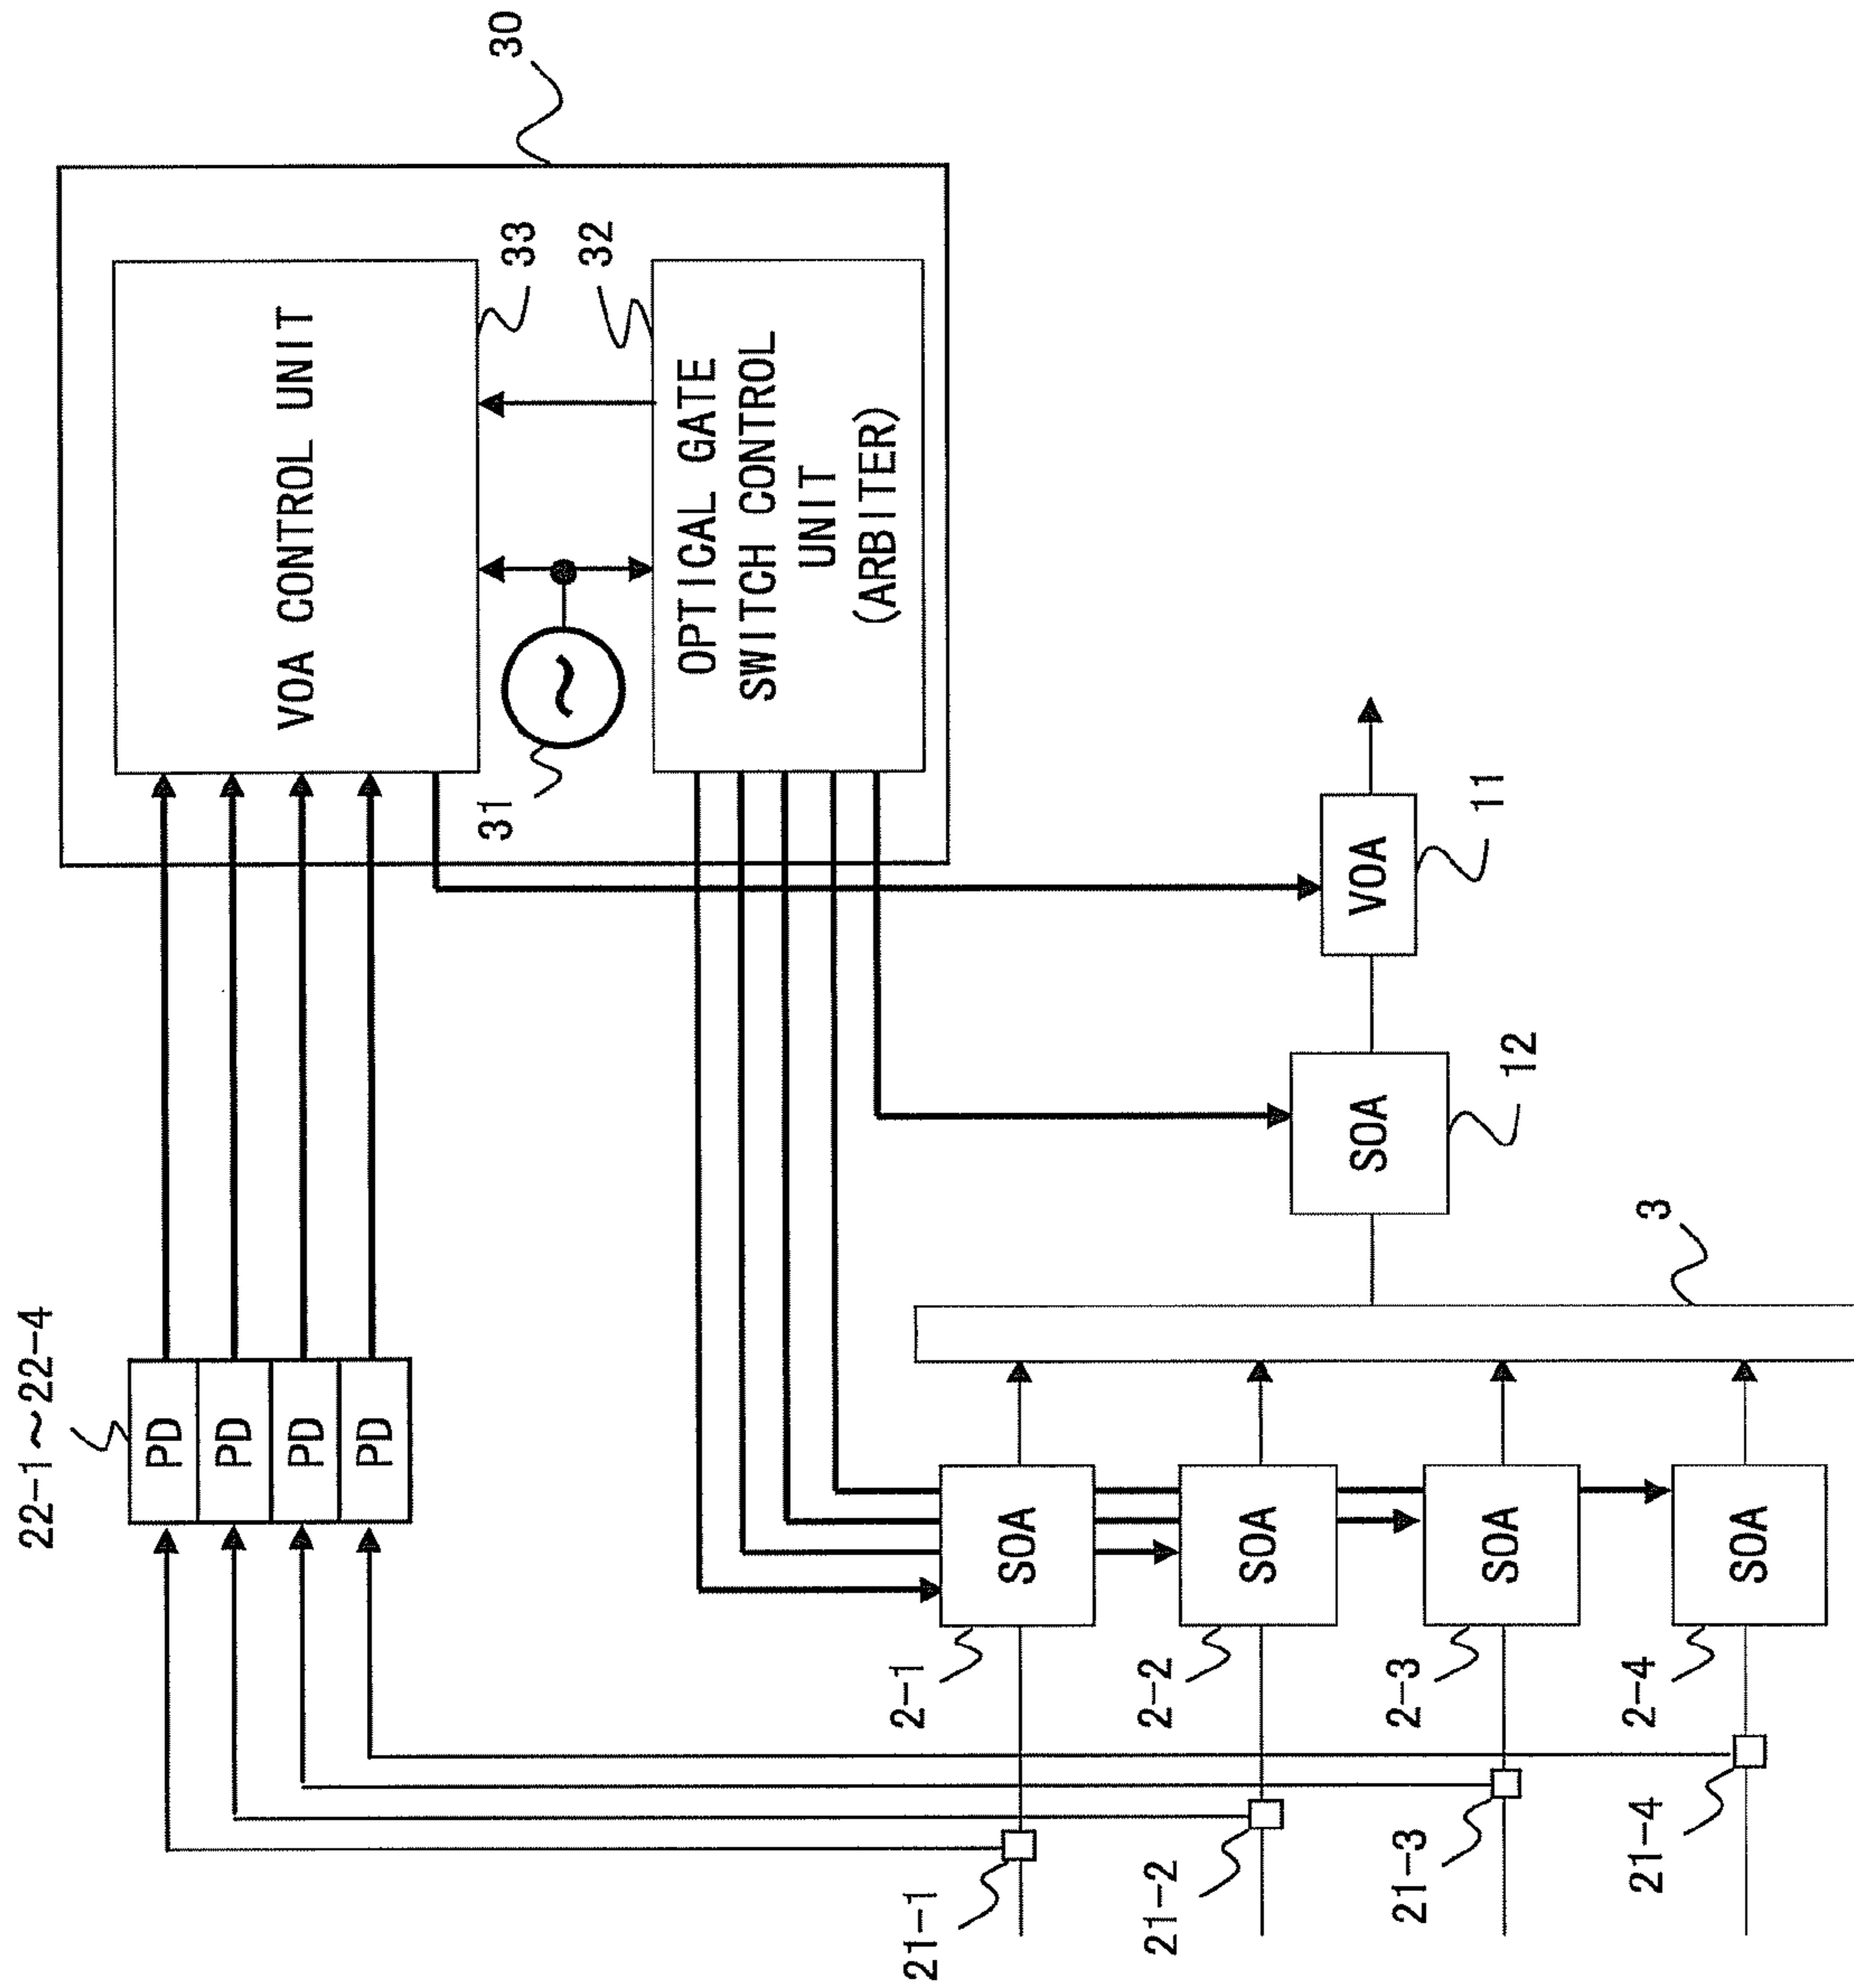 22-1~22-4
PD
PD
PD
PD
30
VOA CONTROL UNIT
33
31
32
OPTICAL GATE
SWITCH CONTROL
UNIT
(ARBITER)
21-1
2-1
SOA
21-2
2-2
SOA
21-3
2-3
SOA
21-4
2-4
SOA
3
SOA
12
VOA
11